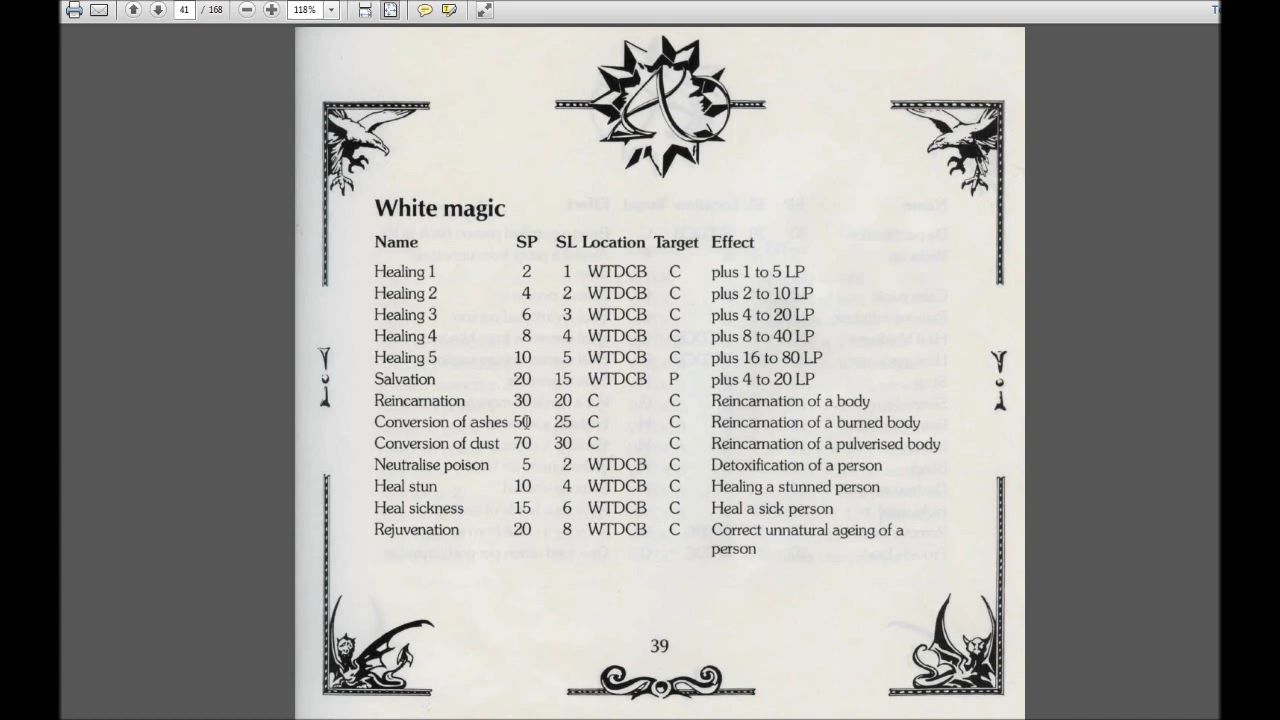 41 / 168 118%
White magic
Name SP SL Location Target Effect
Healing 1 2 1 WTDCB C plus 1 to 5 LP
Healing 2 4 2 WTDCB C plus 2 to 10 LP
Healing 3 6 3 WTDCB C plus 4 to 20 LP
Healing 4 8 4 WTDCB C plus 8 to 40 LP
Healing 5 10 5 WTDCB C plus 16 to 80 LP
Salvation 20 15 WTDCB P plus 4 to 20 LP
Reincarnation 30 20 C C Reincarnation of a body
Conversion of ashes 50 25 C C Reincarnation of a burned body
Conversion of dust 70 30 C C Reincarnation of a pulverised body
Neutralise poison 5 2 WTDCB C Detoxification of a person
Heal stun 10 4 WTDCB C Healing a stunned person
Heal sickness 15 6 WTDCB C Heal a sick person
Rejuvenation 20 8 WTDCB C Correct unnatural ageing of a
person
39